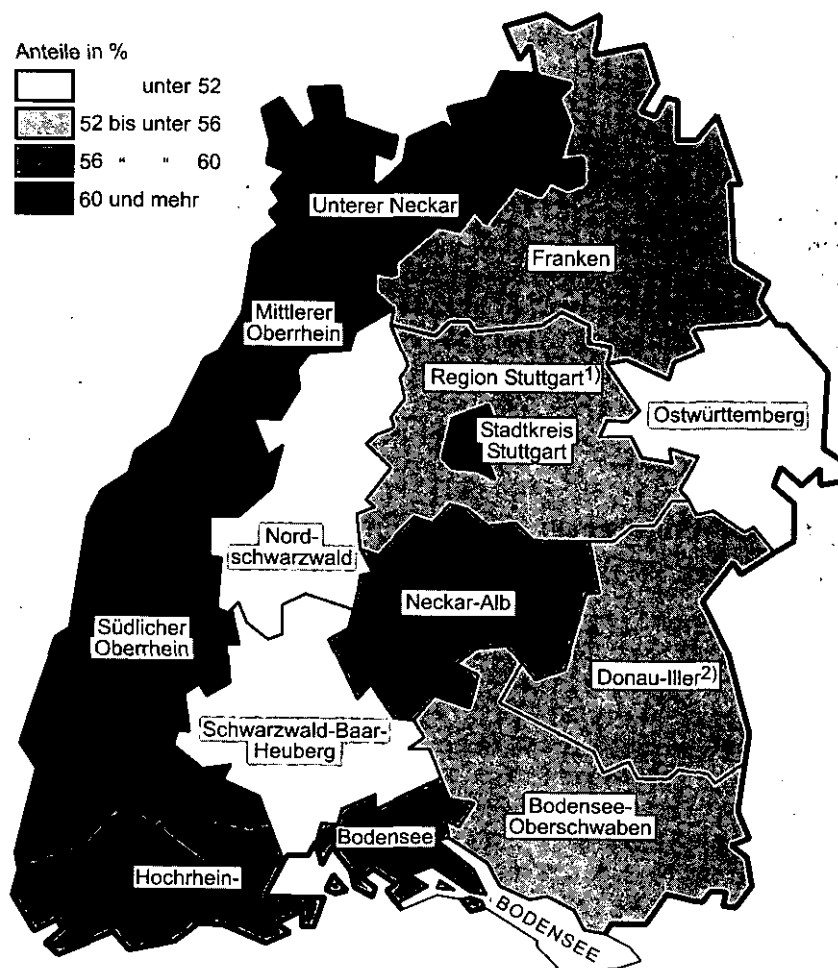 Anteile in %
unter 52
52 bis unter 56
56 " " 60
60 und mehr
Unterer Neckar
Franken
Mittlerer
Oberrhein
Region Stuttgart1)
Stadtkreis
Stuttgart
Ostwürttemberg
Nord-
schwarzwald
Neckar-Alb
Südlicher
Oberrhein
Donau-Iller2)
Schwarzwald-Baar-
Heuberg
Bodensee-
Oberschwaben
Bodensee
Hochrhein-
BODENSEE